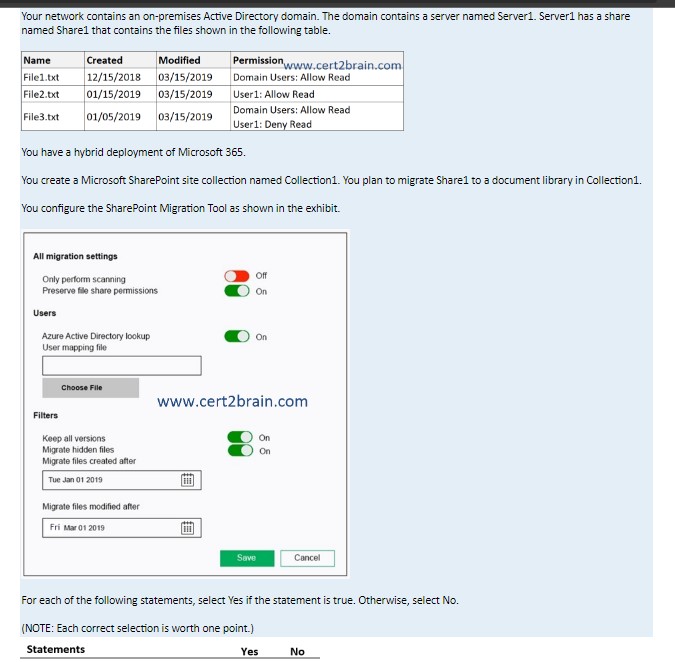 Your network contains an on-premises Active Directory domain. The domain contains a server named Server1. Server1 has a share
named Share1 that contains the files shown in the following table.
Name Created Modified Permission
www.cert2brain.com
File1.txt 12/15/2018 03/15/2019 Domain Users: Allow Read
File2.txt 01/15/2019 03/15/2019 User1: Allow Read
File3.txt 01/05/2019 03/15/2019 Domain Users: Allow Read
User1: Deny Read
You have a hybrid deployment of Microsoft 365.
You create a Microsoft SharePoint site collection named Collection1. You plan to migrate Share1 to a document library in Collection1.
You configure the SharePoint Migration Tool as shown in the exhibit.
All migration settings
Only perform scanning Off
Preserve file share permissions On
Users
Azure Active Directory lookup On
User mapping file
Choose File
www.cert2brain.com
Filters
Keep all versions On
Migrate hidden files On
Migrate files created after
Tue Jan 01 2019
Migrate files modified after
Fri Mar 01 2019
Save Cancel
For each of the following statements, select Yes if the statement is true. Otherwise, select No.
(NOTE: Each correct selection is worth one point.)
Statements Yes No